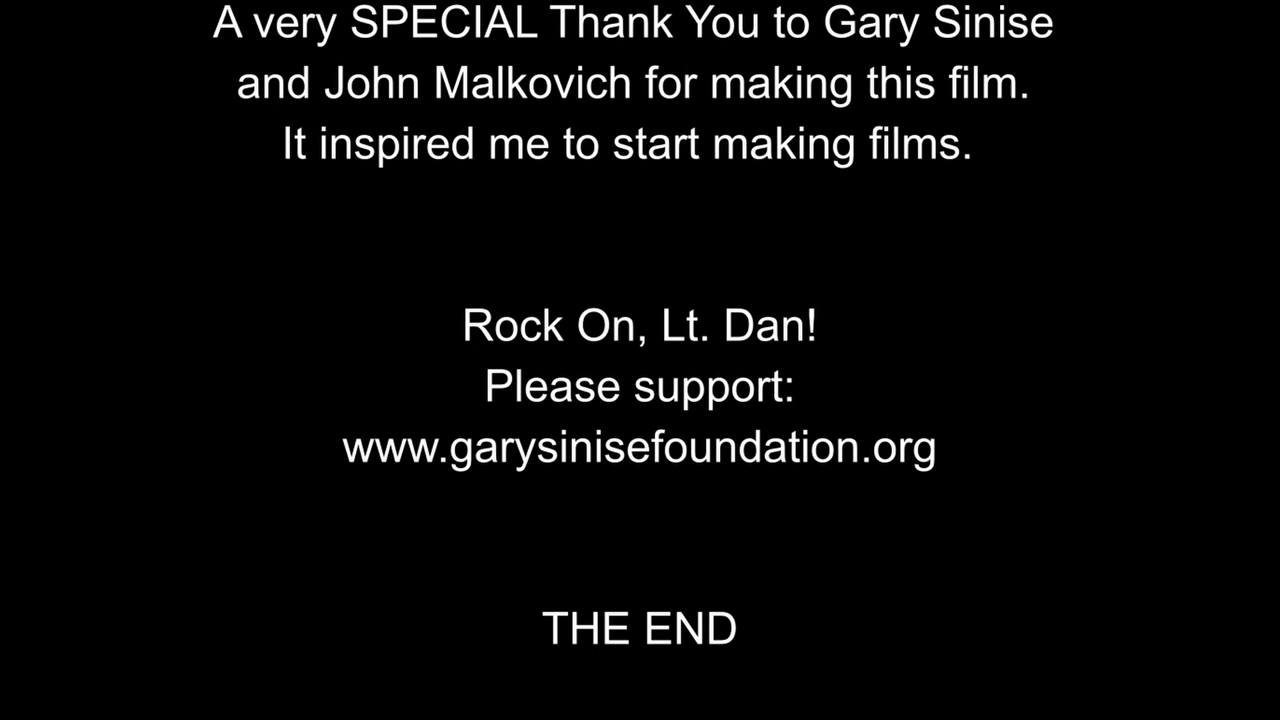 A very SPECIAL Thank You to Gary Sinise
and John Malkovich for making this film.
It inspired me to start making films.
Rock On, Lt. Dan!
Please support:
www.garysinisefoundation.org
THE END